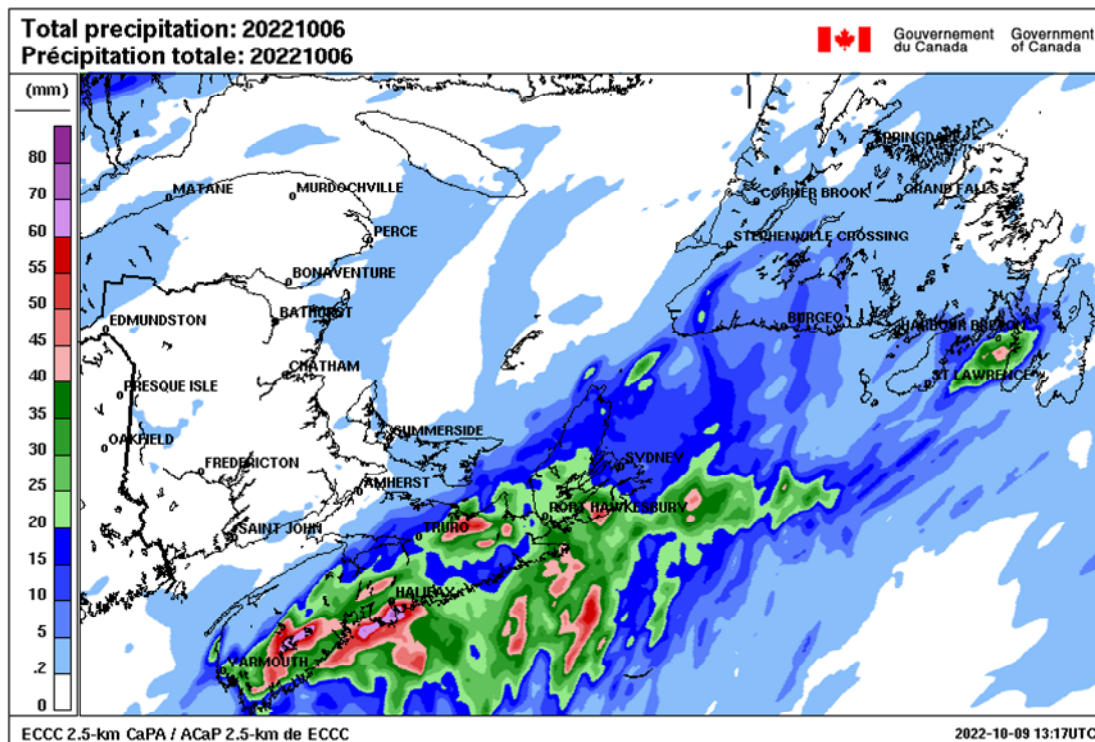 Total precipitation: 20221006
Précipitation totale: 20221006
Gouvernement du Canada
Government of Canada
(mm)
80
70
60
55
50
45
40
35
30
25
20
15
10
5
.2
0
SPRINGDALE
MATANE
MURDOCHVILLE
CORNER BROOK
GRAND FALLS
PERCE
STEPHENVILLE CROSSING
BONAVENTURE
EDMUNDSTON
BATHURST
BURGEO
HARBOUR BRETON
CHATHAM
ST LAWRENCE
PRESQUE ISLE
SUMMERSIDE
OAKFIELD
FREDERICTON
SYDNEY
AMHERST
PORT HAWKESBURY
SAINT JOHN
TRURO
HALIFAX
YARMOUTH
ECCC 2.5-km CaPA / ACaP 2.5-km de ECCC
2022-10-09 13:17UTC